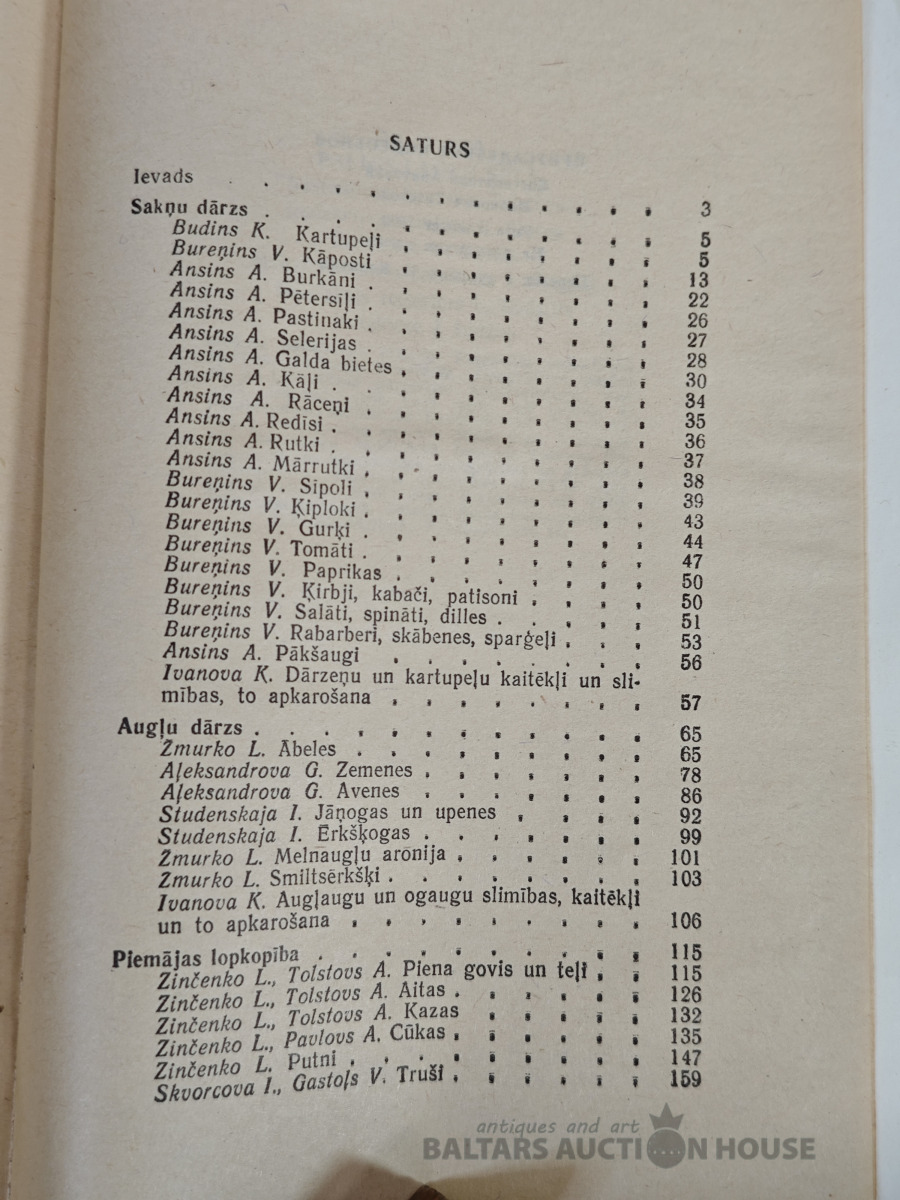 SATURS
Ievads . . . . . . . . . . . 3
Sakņu dārzs . . . . . . . . . . 5
Budins K. Kartupeļi . . . . . . . 5
Bureņins V. Kāposti . . . . . . . 13
Ansins A. Burkāni . . . . . . . . 22
Ansins A. Pētersīļi . . . . . . . . 26
Ansins A. Pastinaki . . . . . . . . 27
Ansins A. Selerijas . . . . . . . . 28
Ansins A. Galda bietes . . . . . . . 30
Ansins A. Kāļi . . . . . . . . . 34
Ansins A. Rāceņi . . . . . . . . 35
Ansins A. Redīsi . . . . . . . . . 36
Ansins A. Rutki . . . . . . . . . 37
Ansins A. Mārrutki . . . . . . . . 38
Bureņins V. Sīpoli . . . . . . . . 39
Bureņins V. Ķiploki . . . . . . . . 43
Bureņins V. Gurķi . . . . . . . . 44
Bureņins V. Tomāti . . . . . . . . 47
Bureņins V. Paprikas . . . . . . . 50
Bureņins V. Ķirbji, kabači, patisoni . . . . 50
Bureņins V. Salāti, spināti, dilles . . . . . 51
Bureņins V. Rabarberi, skābenes, sparģeļi . . . 53
Ansins A. Pākšaugi . . . . . . . . 56
Ivanova K. Dārzeņu un kartupeļu kaitēkļi un sli-
mības, to apkarošana . . . . . . . . 57
Augļu dārzs . . . . . . . . . . . 65
Žmurko L. Ābeles . . . . . . . . 65
Aļeksandrova G. Zemenes . . . . . . . 78
Aļeksandrova G. Avenes . . . . . . . 86
Studenskaja I. Jāņogas un upenes . . . . 92
Studenskaja I. Ērkšķogas . . . . . . . 99
Žmurko L. Melnaugļu aronija . . . . . . 101
Žmurko L. Smiltsērkšķi . . . . . . . . 103
Ivanova K. Augļaugu un ogaugu slimības, kaitēkļi
un to apkarošana . . . . . . . . . 106
Piemājas lopkopība . . . . . . . . . 115
Zinčenko L., Tolstovs A. Piena govis un teļi . . 115
Zinčenko L., Tolstovs A. Aitas . . . . . . 126
Zinčenko L., Tolstovs A. Kazas . . . . . 132
Zinčenko L., Pavlovs A. Cūkas . . . . . . 135
Zinčenko L. Putni . . . . . . . . . 147
Skvorcova I., Gastoļs V. Truši . . . . . . 159
antiques and art
BALTARS AUCTION HOUSE